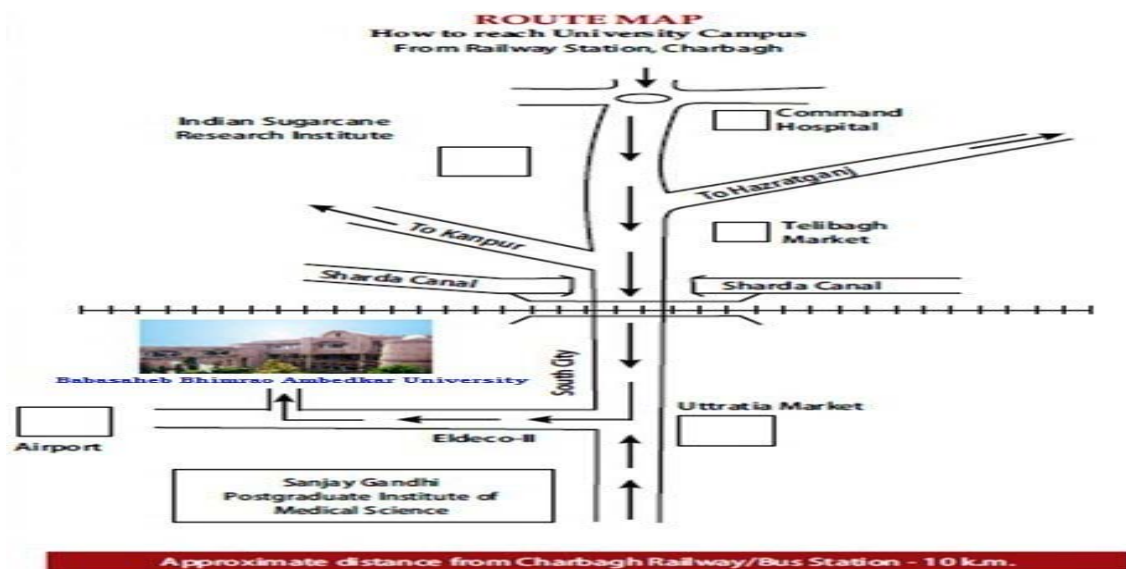 ROUTE MAP
How to reach University Campus
From Railway Station, Charbagh
Indian Sugarcane
Research Institute
Command
Hospital
To Hazratganj
Telibagh
Market
To Kanpur
Sharda Canal
Sharda Canal
Babasaheb Bhimrao Ambedkar University
South City
Uttratia Market
Airport
Eldeco-II
Sanjay Gandhi
Postgraduate Institute of
Medical Science
Approximate distance from Charbagh Railway/Bus Station - 10 k.m.